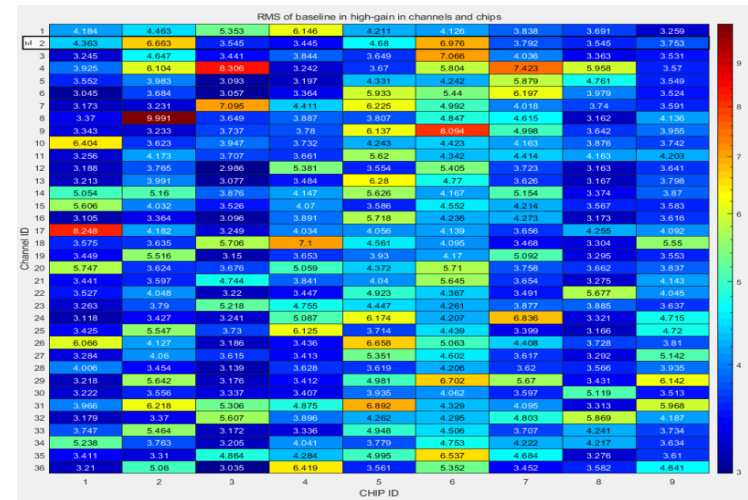 RMS of baseline in high-gain in channels and chips
1 4.184 4.463 5.353 6.146 4.211 4.126 3.838 3.691 3.259
2 4.363 6.663 3.545 3.445 4.68 6.976 3.792 3.545 3.753
3 3.245 4.647 3.441 3.844 3.649 7.066 4.036 3.363 3.531
4 3.925 6.104 8.306 3.242 3.67 5.804 7.423 5.958 3.57
5 3.552 3.983 3.093 3.197 4.331 4.242 5.879 4.761 3.549
6 3.045 3.684 3.057 3.364 5.933 5.44 6.197 3.979 3.524
7 3.173 3.231 7.095 4.411 6.225 4.992 4.018 3.74 3.591
8 3.37 9.991 3.649 3.887 3.807 4.847 4.615 3.162 4.136
9 3.343 3.233 3.737 3.78 6.137 8.094 4.998 3.642 3.955
10 6.404 3.623 3.947 3.732 4.243 4.423 4.163 3.876 3.742
11 3.256 4.173 3.707 3.661 5.62 4.342 4.414 4.163 4.203
12 3.188 3.765 2.986 5.381 3.554 5.405 3.723 3.163 3.641
13 3.213 3.991 3.077 3.484 6.28 4.77 3.626 3.167 3.798
14 5.054 5.16 3.876 4.147 5.626 4.167 5.154 3.374 3.87
15 5.606 4.032 3.526 4.07 3.586 4.552 4.214 3.567 3.583
16 3.105 3.364 3.096 3.891 5.718 4.236 4.273 3.173 3.616
17 8.248 4.182 3.249 4.034 4.056 4.139 3.656 4.255 4.092
18 3.575 3.635 5.706 7.1 4.561 4.095 3.468 3.304 5.55
19 3.449 5.516 3.15 3.653 3.93 4.17 5.092 3.295 3.553
20 5.747 3.624 3.676 5.059 4.372 5.71 3.758 3.662 3.837
21 3.441 3.597 4.744 3.841 4.04 5.645 3.654 3.275 4.143
22 3.527 4.048 3.22 3.447 4.923 4.367 3.491 5.677 4.045
23 3.263 3.79 5.218 4.755 4.447 4.261 3.877 3.885 3.637
24 3.118 3.427 3.241 5.087 6.174 4.207 6.836 3.321 4.715
25 3.425 5.547 3.73 6.125 3.714 4.439 3.399 3.166 4.72
26 6.066 4.127 3.186 3.436 6.658 5.063 4.408 3.728 3.81
27 3.284 4.06 3.615 3.413 5.351 4.602 3.617 3.292 5.142
28 4.006 3.454 3.139 3.628 3.619 4.206 3.62 3.566 3.935
29 3.218 5.642 3.176 3.412 4.981 6.702 5.67 3.431 6.142
30 3.222 3.556 3.337 3.407 3.935 4.062 3.597 5.119 3.513
31 3.966 6.218 5.306 4.875 6.892 4.329 4.095 3.313 5.968
32 3.179 3.37 5.607 3.896 4.262 4.295 4.803 5.869 4.187
33 3.747 5.464 3.172 3.336 4.948 4.506 3.707 4.241 3.734
34 5.238 3.763 3.205 4.041 3.779 4.753 4.222 4.217 3.634
35 3.411 3.31 4.864 4.284 4.995 6.537 4.684 3.276 3.61
36 3.21 5.06 3.035 6.419 3.561 5.352 3.452 3.582 4.641
1 2 3 4 5 6 7 8 9
CHIP ID
Channel ID
9
8
7
6
5
4
3